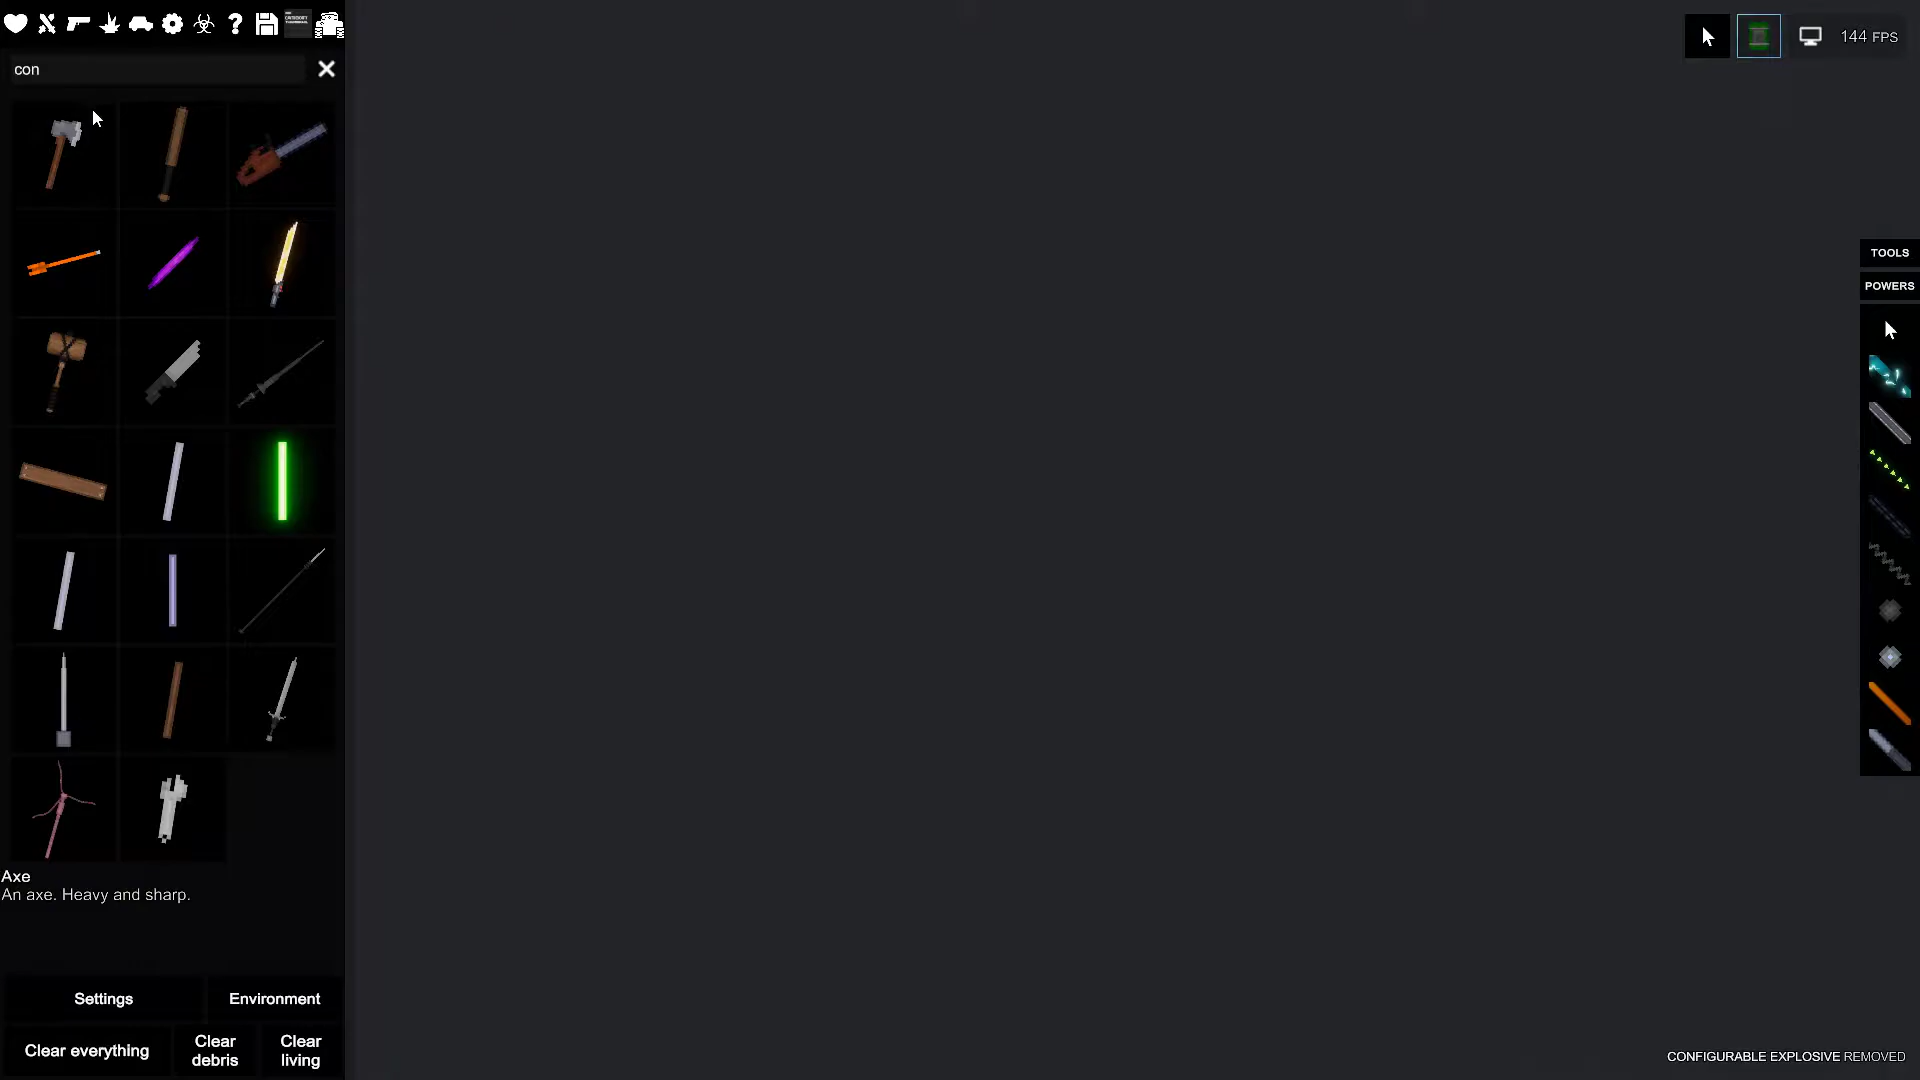 144 FPS
con
TOOLS
POWERS
Axe
An axe. Heavy and sharp.
Settings
Environment
Clear everything
Clear
debris
Clear
living
CONFIGURABLE EXPLOSIVE REMOVED